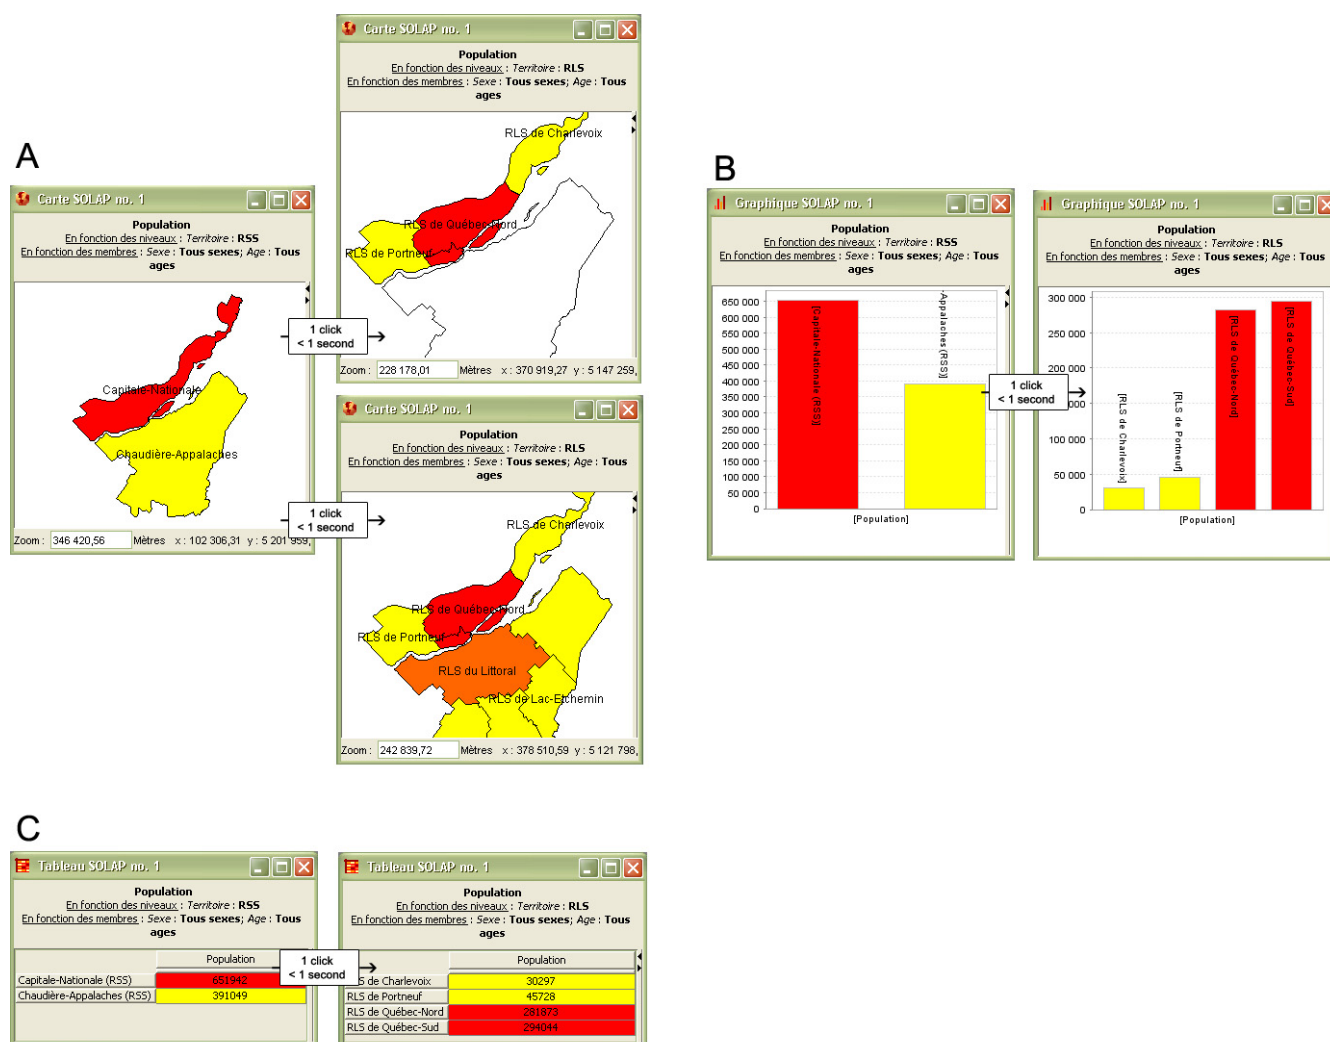 A
Carte SOLAP no. 1
Population
En fonction des niveaux : Territoire : RSS
En fonction des membres : Sexe : Tous sexes; Age : Tous
ages
Capitale-Nationale
Chaudière-Appalaches
Zoom : 346 420,56 Mètres x : 102 306,31 y : 5 201 959,
1 click
< 1 second
1 click
< 1 second
Carte SOLAP no. 1
Population
En fonction des niveaux : Territoire : RLS
En fonction des membres : Sexe : Tous sexes; Age : Tous
ages
RLS de Charlevoix
RLS de Québec-Nord
RLS de Portneuf
Zoom : 228 178,01 Mètres x : 370 919,27 y : 5 147 259,
Carte SOLAP no. 1
Population
En fonction des niveaux : Territoire : RLS
En fonction des membres : Sexe : Tous sexes; Age : Tous
ages
RLS de Charlevoix
RLS de Québec-Nord
RLS de Portneuf
RLS du Littoral
RLS de Lac-Etchemin
Zoom : 242 839,72 Mètres x : 378 510,59 y : 5 121 798,
B
Graphique SOLAP no. 1
Population
En fonction des niveaux : Territoire : RSS
En fonction des membres : Sexe : Tous sexes; Age : Tous
ages
650 000
600 000
550 000
500 000
450 000
400 000
350 000
300 000
250 000
200 000
150 000
100 000
50 000
0
[Capitale-Nationale (RSS)]
-Appalaches (RSS)]
[Population]
1 click
< 1 second
Graphique SOLAP no. 1
Population
En fonction des niveaux : Territoire : RLS
En fonction des membres : Sexe : Tous sexes; Age : Tous
ages
300 000
250 000
200 000
150 000
100 000
50 000
0
[RLS de Charlevoix]
[RLS de Portneuf]
[RLS de Québec-Nord]
[RLS de Québec-Sud]
[Population]
C
Tableau SOLAP no. 1
Population
En fonction des niveaux : Territoire : RSS
En fonction des membres : Sexe : Tous sexes; Age : Tous
ages
Population
Capitale-Nationale (RSS) 651942
Chaudière-Appalaches (RSS) 391049
1 click
< 1 second
Tableau SOLAP no. 1
Population
En fonction des niveaux : Territoire : RLS
En fonction des membres : Sexe : Tous sexes; Age : Tous
ages
Population
S de Charlevoix 30297
RLS de Portneuf 45728
RLS de Québec-Nord 281873
RLS de Québec-Sud 294044